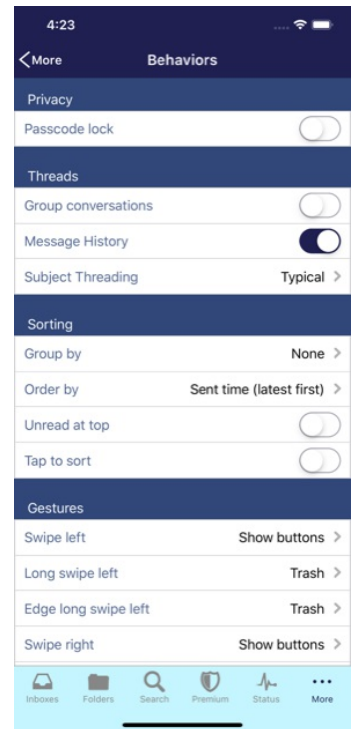 4:23
More Behaviors
Privacy
Passcode lock
Threads
Group conversations
Message History
Subject Threading Typical
Sorting
Group by None
Order by Sent time (latest first)
Unread at top
Tap to sort
Gestures
Swipe left Show buttons
Long swipe left Trash
Edge long swipe left Trash
Swipe right Show buttons
Inboxes Folders Search Premium Status More